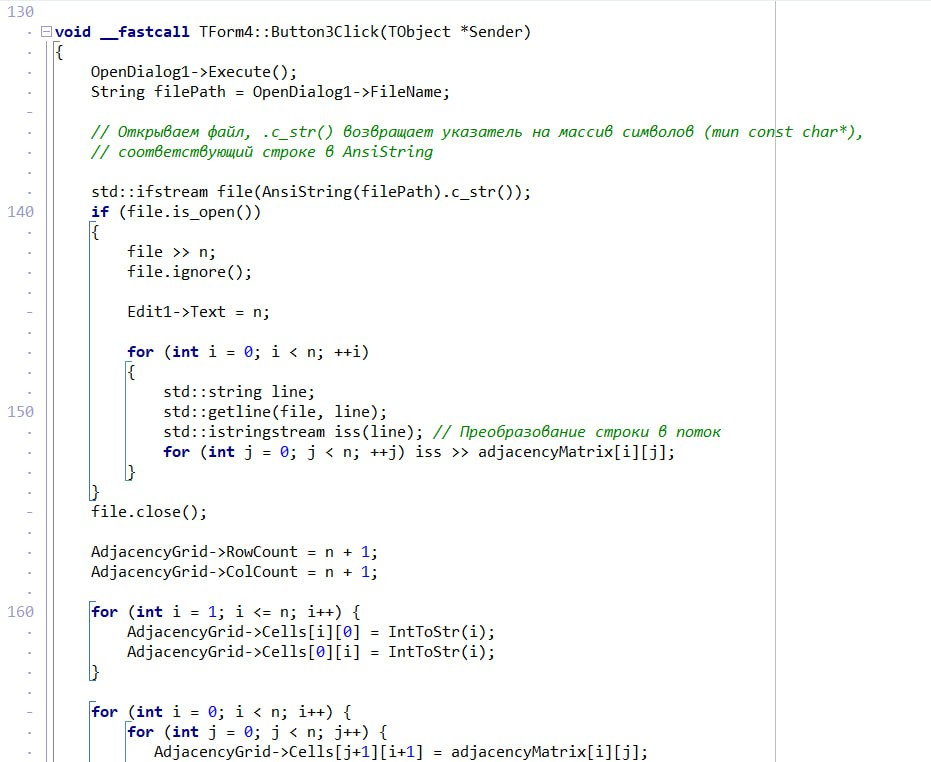 130
void __fastcall TForm4::Button3Click(TObject *Sender)
{
OpenDialog1->Execute();
String filePath = OpenDialog1->FileName;
// Открываем файл, .c_str() возвращает указатель на массив символов (тип const char*),
// соответствующий строке в AnsiString
std::ifstream file(AnsiString(filePath).c_str());
140 if (file.is_open())
{
file >> n;
file.ignore();
Edit1->Text = n;
for (int i = 0; i < n; ++i)
{
std::string line;
150 std::getline(file, line);
std::istringstream iss(line); // Преобразование строки в поток
for (int j = 0; j < n; ++j) iss >> adjacencyMatrix[i][j];
}
}
file.close();
AdjacencyGrid->RowCount = n + 1;
AdjacencyGrid->ColCount = n + 1;
160 for (int i = 1; i <= n; i++) {
AdjacencyGrid->Cells[i][0] = IntToStr(i);
AdjacencyGrid->Cells[0][i] = IntToStr(i);
}
for (int i = 0; i < n; i++) {
for (int j = 0; j < n; j++) {
AdjacencyGrid->Cells[j+1][i+1] = adjacencyMatrix[i][j];